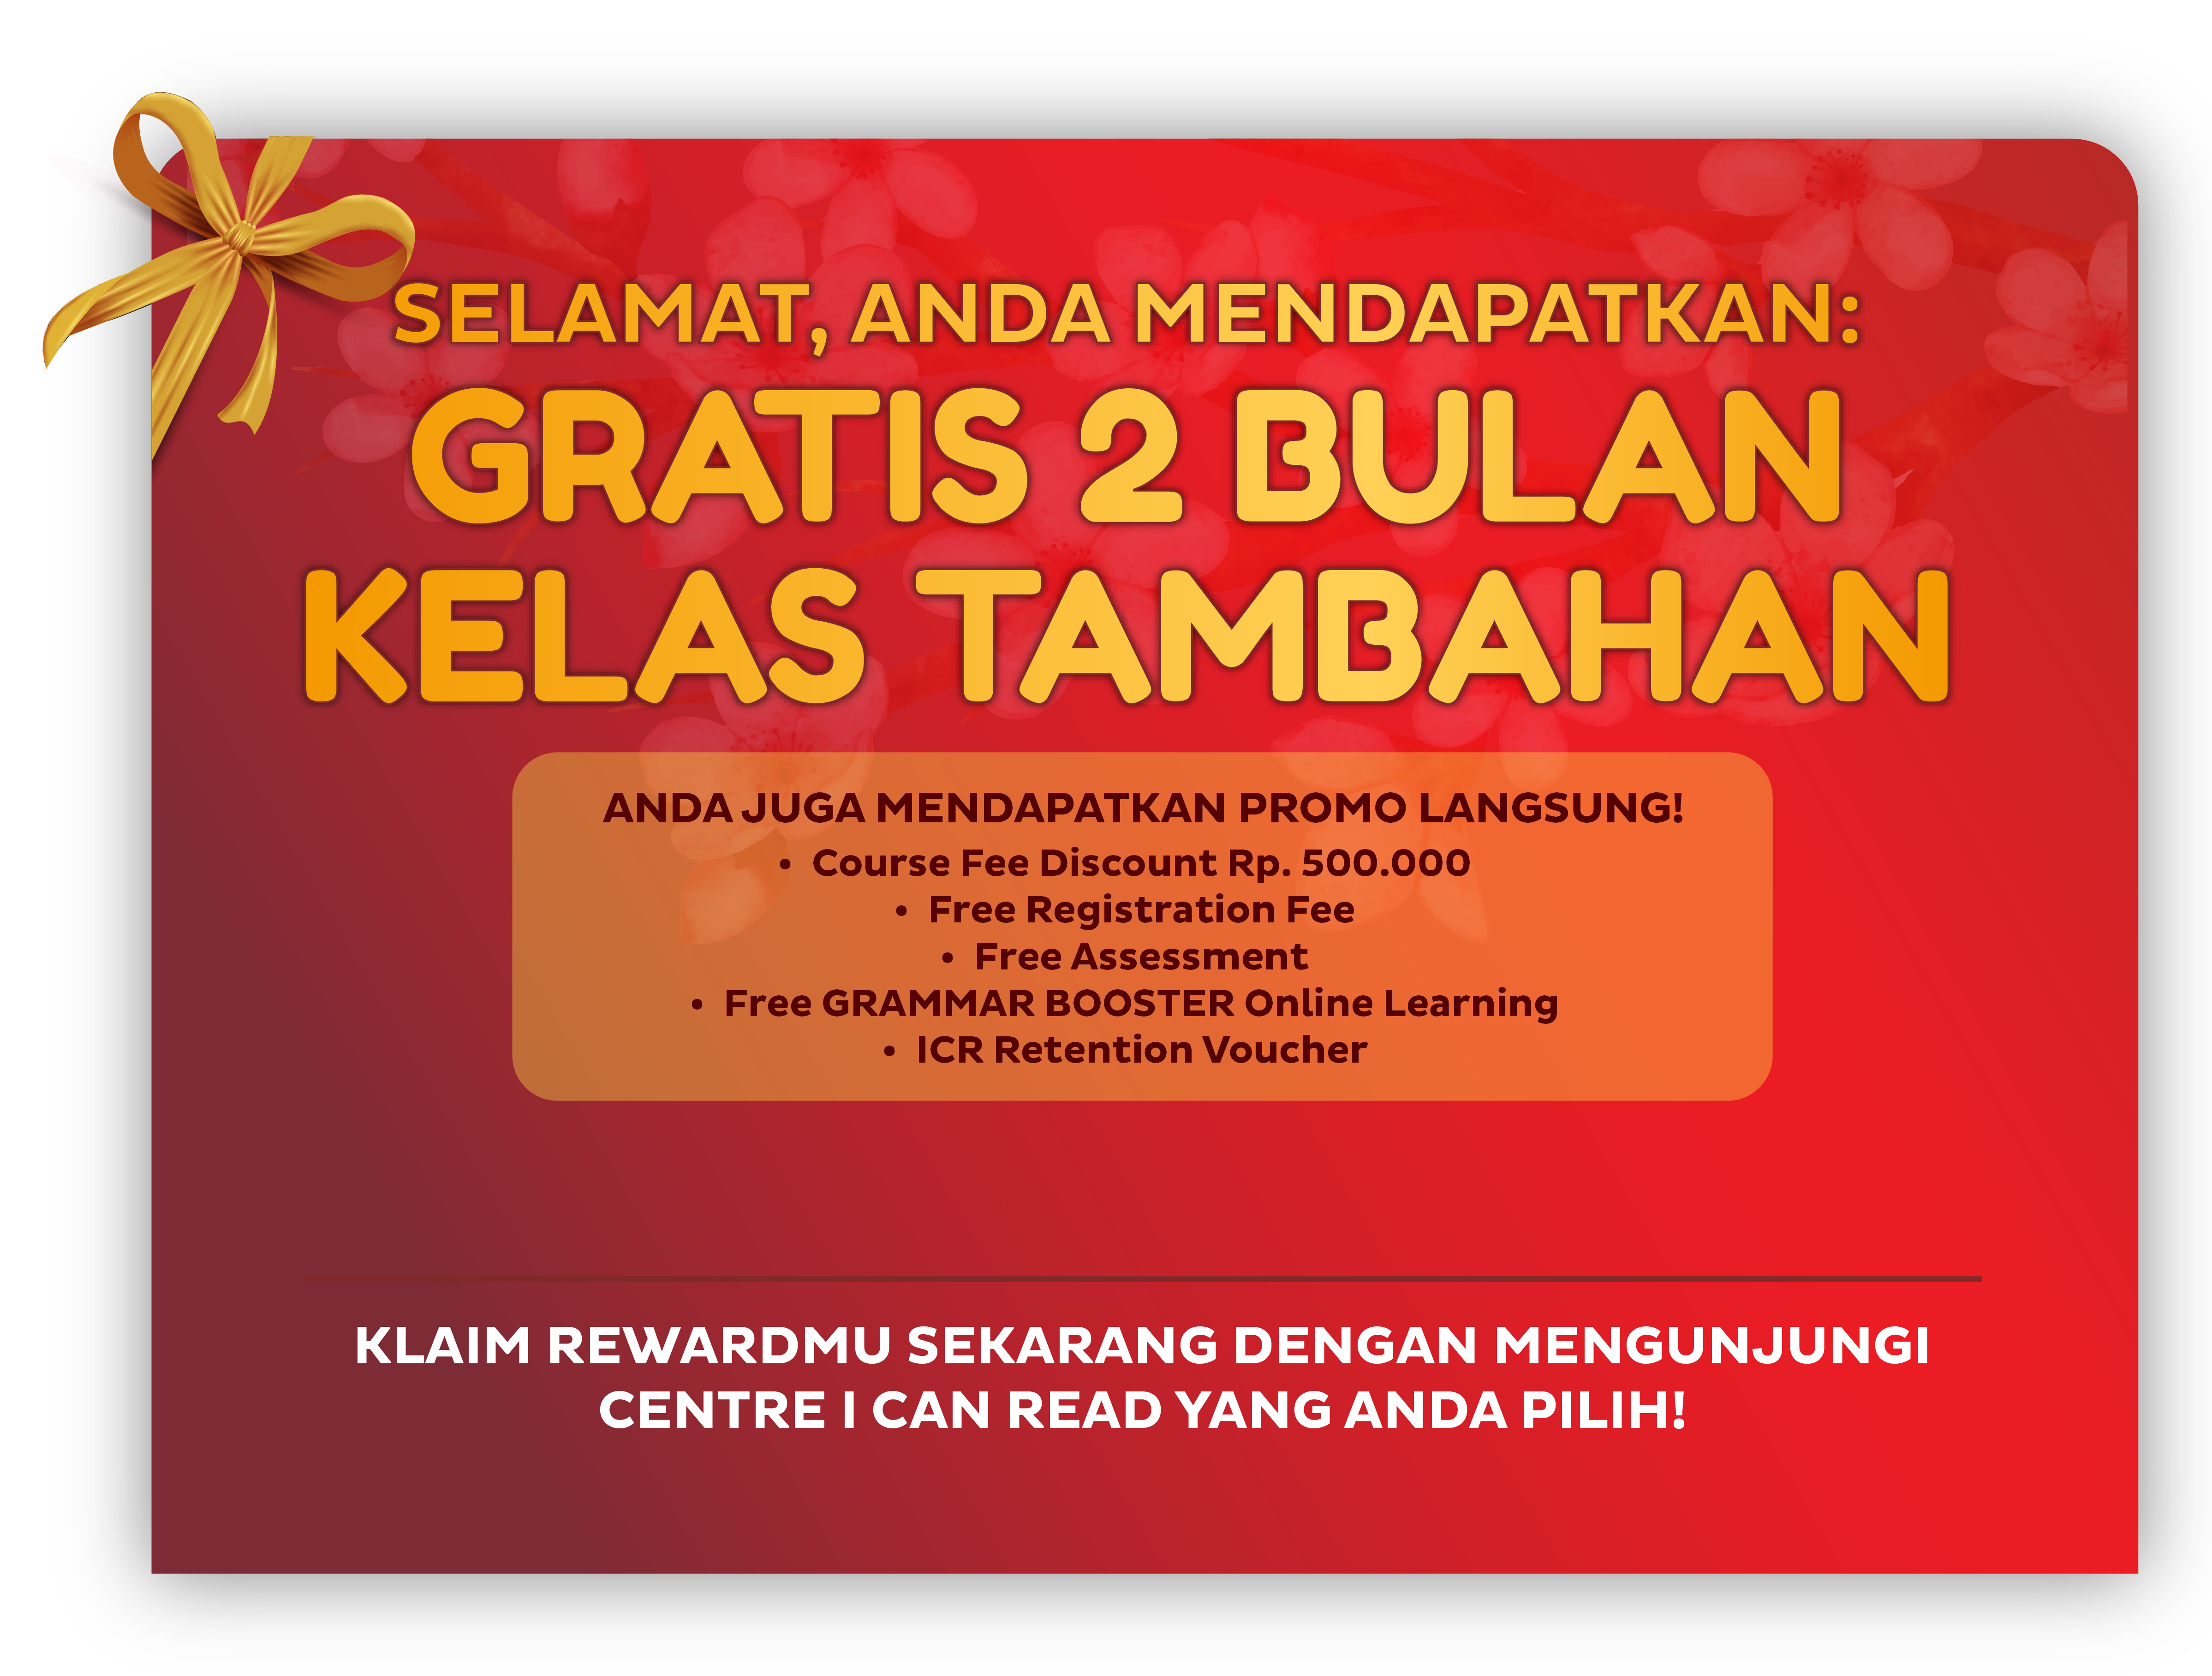 SELAMAT, ANDA MENDAPATKAN:
GRATIS 2 BULAN
KELAS TAMBAHAN
ANDA JUGA MENDAPATKAN PROMO LANGSUNG!
• Course Fee Discount Rp. 500.000
• Free Registration Fee
• Free Assessment
• Free GRAMMAR BOOSTER Online Learning
• ICR Retention Voucher
KLAIM REWARDMU SEKARANG DENGAN MENGUNJUNGI
CENTRE I CAN READ YANG ANDA PILIH!